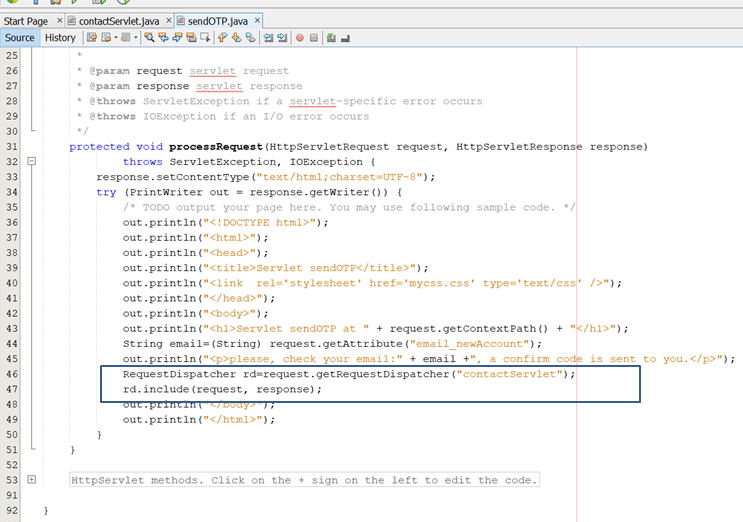 Start Page
contactServlet.java
sendOTP.java
Source History
25 *
26 * @param request servlet request
27 * @param response servlet response
28 * @throws ServletException if a servlet-specific error occurs
29 * @throws IOException if an I/O error occurs
30 */
31 protected void processRequest(HttpServletRequest request, HttpServletResponse response)
32 throws ServletException, IOException {
33 response.setContentType("text/html;charset=UTF-8");
34 try (PrintWriter out = response.getWriter()) {
35 /* TODO output your page here. You may use following sample code. */
36 out.println("<!DOCTYPE html>");
37 out.println("<html>");
38 out.println("<head>");
39 out.println("<title>Servlet sendOTP</title>");
40 out.println("<link  rel='stylesheet' href='mycss.css' type='text/css' />");
41 out.println("</head>");
42 out.println("<body>");
43 out.println("<h1>Servlet sendOTP at " + request.getContextPath() + "</h1>");
44 String email=(String) request.getAttribute("email_newAccount");
45 out.println("<p>please, check your email:" + email +", a confirm code is sent to you.</p>");
46 RequestDispatcher rd=request.getRequestDispatcher("contactServlet");
47 rd.include(request, response);
48 out.println("</body>");
49 out.println("</html>");
50 }
51 }
52
53 HttpServlet methods. Click on the + sign on the left to edit the code.
91
92 }